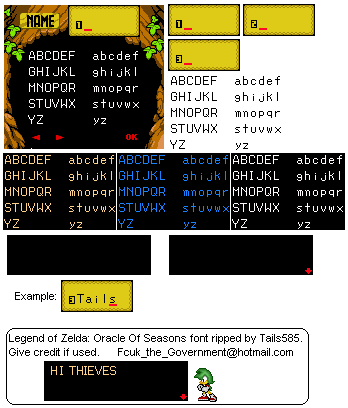 NAME
1
1
2
3
ABCDEF abcdef
GHIJKL ghijkl
MNOPQR mnopqr
STUVWX stuvwx
YZ yz
OK
ABCDEF abcdef
GHIJKL ghijkl
MNOPQR mnopqr
STUVWX stuvwx
YZ yz
ABCDEF abcdef
GHIJKL ghijkl
MNOPQR mnopqr
STUVWX stuvwx
YZ yz
ABCDEF abcdef
GHIJKL ghijkl
MNOPQR mnopqr
STUVWX stuvwx
YZ yz
ABCDEF abcdef
GHIJKL ghijkl
MNOPQR mnopqr
STUVWX stuvwx
YZ yz
Example: 3 Tails
Legend of Zelda: Oracle Of Seasons font ripped by Tails585.
Give credit if used. Fcuk_the_Government@hotmail.com
HI THIEVES